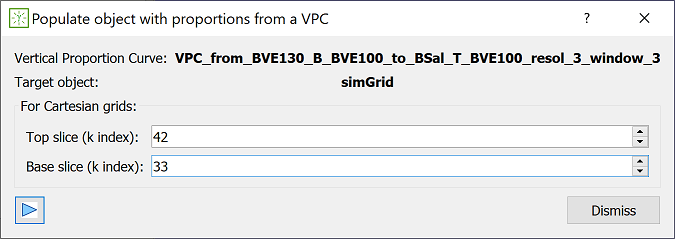 Populate object with proportions from a VPC
Vertical Proportion Curve: VPC_from_BVE130_B_BVE100_to_BSal_T_BVE100_resol_3_window_3
Target object: simGrid
For Cartesian grids:
Top slice (k index): 42
Base slice (k index): 33
Dismiss